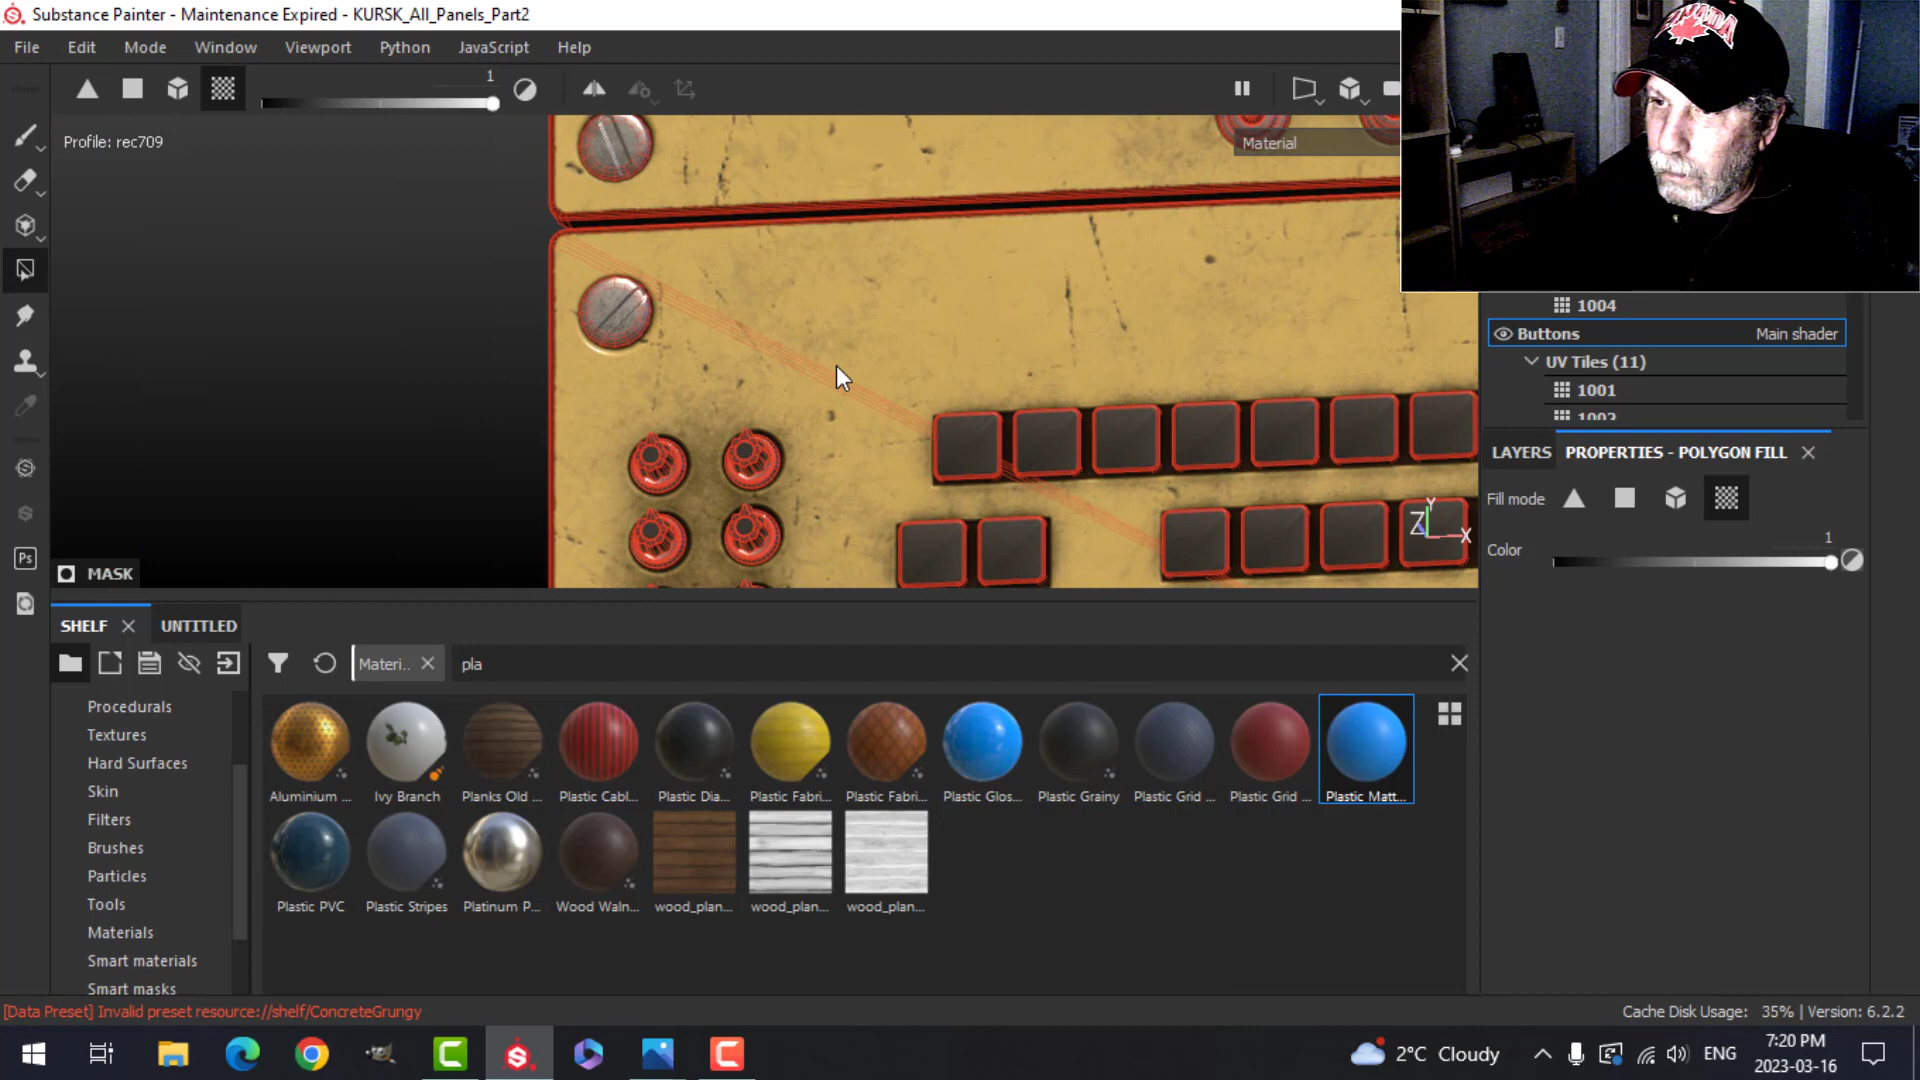 Substance Painter - Maintenance Expired - KURSK_All_Panels_Part2
File Edit Mode Window Viewport Python JavaScript Help
1
Profile: rec709
Material
CANADA
1004
Buttons Main shader
UV Tiles (11)
1001
1002
LAYERS PROPERTIES - POLYGON FILL
Fill mode
Color 1
Y
Z X
MASK
SHELF UNTITLED
Materi.. pla
Procedurals
Textures
Hard Surfaces
Skin
Filters
Brushes
Particles
Tools
Materials
Smart materials
Smart masks
Aluminium ... Ivy Branch Planks Old ... Plastic Cabl... Plastic Dia... Plastic Fabri... Plastic Fabri... Plastic Glos... Plastic Grainy Plastic Grid ... Plastic Grid ... Plastic Matt...
Plastic PVC Plastic Stripes Platinum P... Wood Waln... wood_plan... wood_plan... wood_plan...
[Data Preset] Invalid preset resource://shelf/ConcreteGrungy
Cache Disk Usage: 35% | Version: 6.2.2
Ps
2°C Cloudy
ENG
7:20 PM
2023-03-16